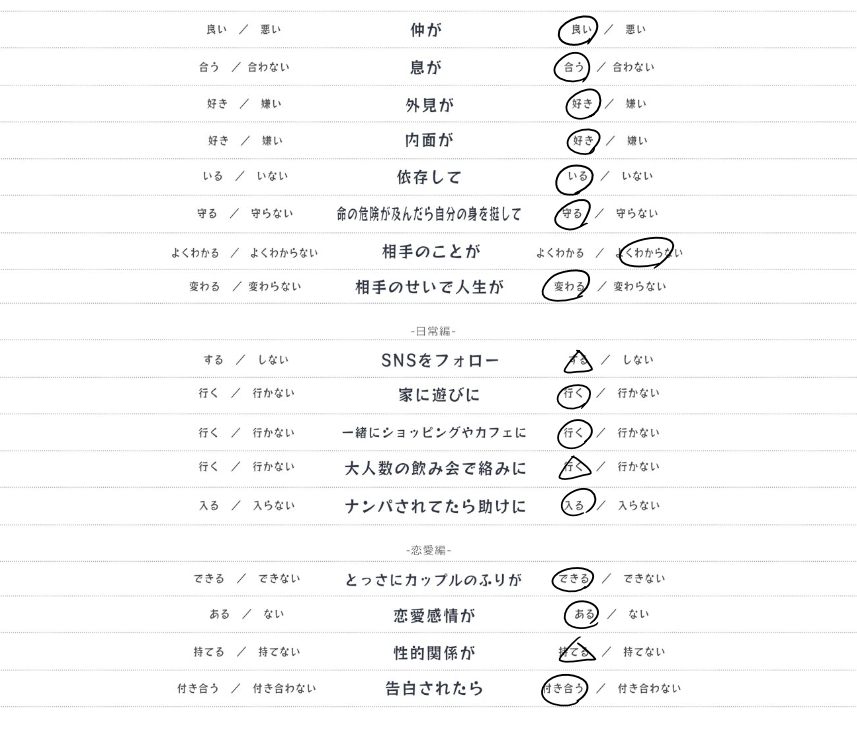 良い ／ 悪い 仲が 良い ／ 悪い
合う ／ 合わない 息が 合う ／ 合わない
好き ／ 嫌い 外見が 好き ／ 嫌い
好き ／ 嫌い 内面が 好き ／ 嫌い
いる ／ いない 依存して いる ／ いない
守る ／ 守らない 命の危険が及んだら自分の身を挺して 守る ／ 守らない
よくわかる ／ よくわからない 相手のことが よくわかる ／ よくわからない
変わる ／ 変わらない 相手のせいで人生が 変わる ／ 変わらない
-日常編-
する ／ しない SNSをフォロー する ／ しない
行く ／ 行かない 家に遊びに 行く ／ 行かない
行く ／ 行かない 一緒にショッピングやカフェに 行く ／ 行かない
行く ／ 行かない 大人数の飲み会で絡みに 行く ／ 行かない
入る ／ 入らない ナンパされてたら助けに 入る ／ 入らない
-恋愛編-
できる ／ できない とっさにカップルのふりが できる ／ できない
ある ／ ない 恋愛感情が ある ／ ない
持てる ／ 持てない 性的関係が 持てる ／ 持てない
付き合う ／ 付き合わない 告白されたら 付き合う ／ 付き合わない